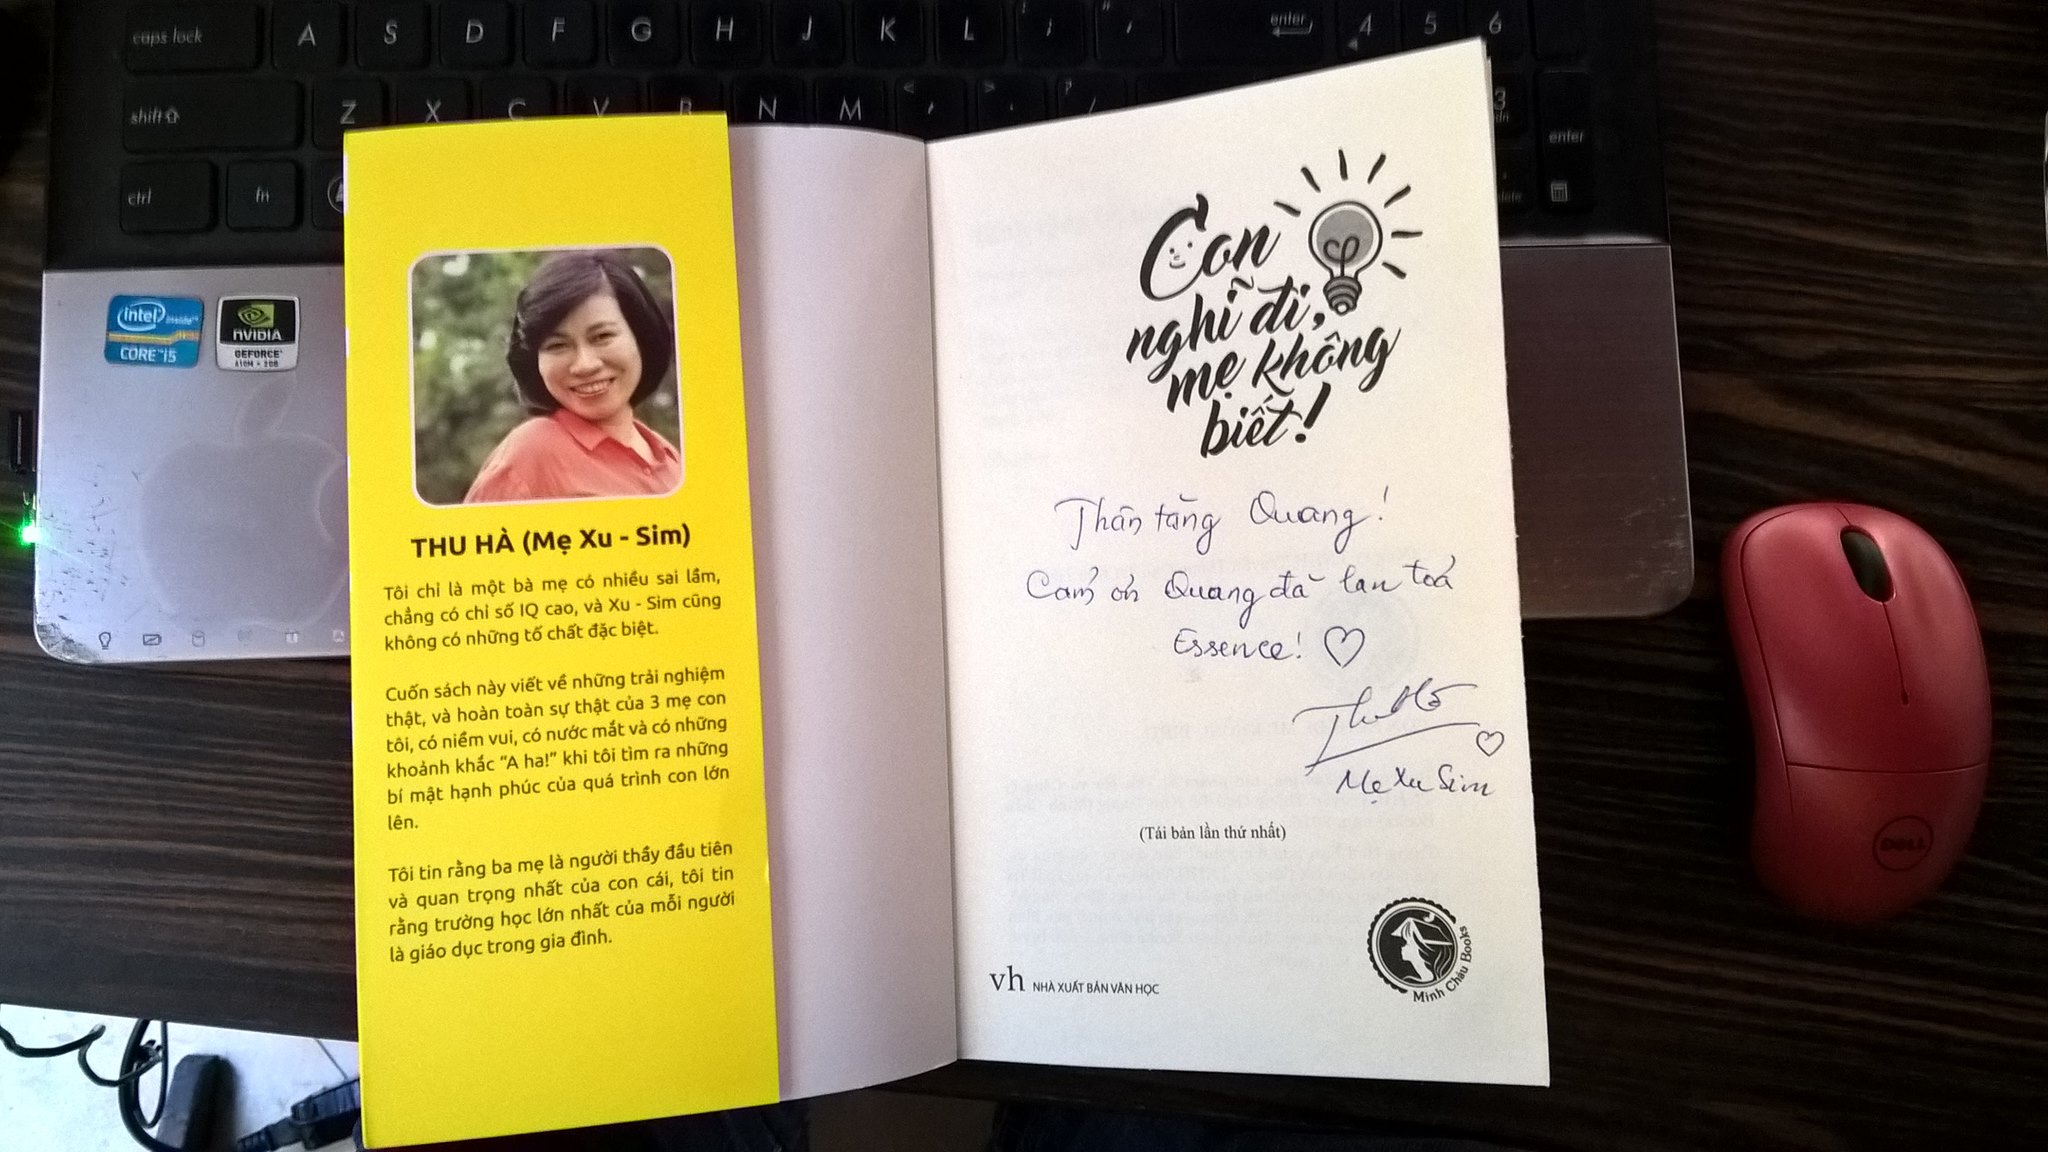 caps lock
A S D F G H J K L ; ' enter 4 5 6
shift
Z X C V B N M < , > . ? / 3 enter
ctrl fn
intel
CORE i5
NVIDIA
GEFORCE
610M • 2GB
THU HÀ (Mẹ Xu - Sim)
Tôi chỉ là một bà mẹ có nhiều sai lầm,
chẳng có chỉ số IQ cao, và Xu - Sim cũng
không có những tố chất đặc biệt.
Cuốn sách này viết về những trải nghiệm
thật, và hoàn toàn sự thật của 3 mẹ con
tôi, có niềm vui, có nước mắt và có những
khoảnh khắc “A ha!” khi tôi tìm ra những
bí mật hạnh phúc của quá trình con lớn
lên.
Tôi tin rằng ba mẹ là người thầy đầu tiên
và quan trọng nhất của con cái, tôi tin
rằng trường học lớn nhất của mỗi người
là giáo dục trong gia đình.
Con
nghĩ đi,
mẹ không
biết!
Thân tặng Quang!
Cảm ơn Quang đã lan toả
Essence! ♡
Thu Hà
♡
Mẹ Xu Sim
(Tái bản lần thứ nhất)
vh NHÀ XUẤT BẢN VĂN HỌC
Minh Châu Books
DELL